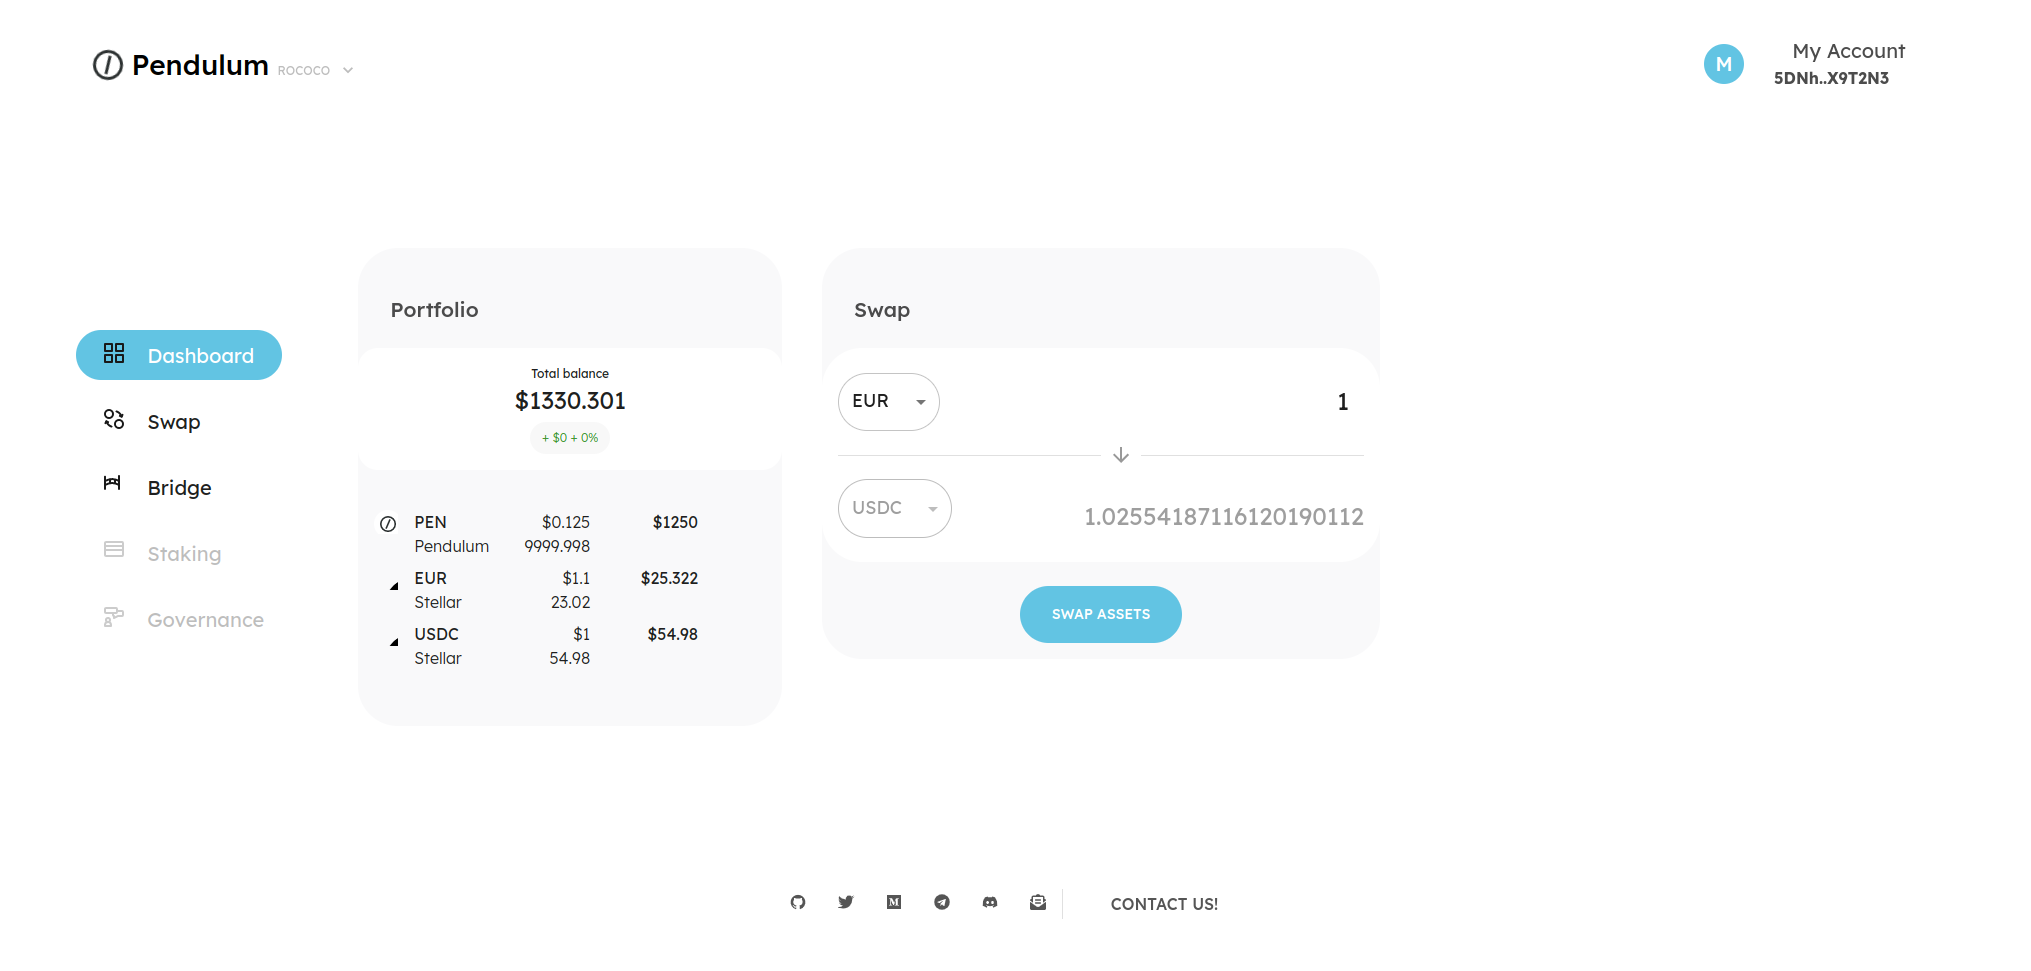 Pendulum ROCOCO
M
My Account
5DNh..X9T2N3
Dashboard
Swap
Bridge
Staking
Governance
Portfolio
Total balance
$1330.301
+ $0 + 0%
PEN $0.125 $1250
Pendulum 9999.998
EUR $1.1 $25.322
Stellar 23.02
USDC $1 $54.98
Stellar 54.98
Swap
EUR 1
USDC 1.02554187116120190112
SWAP ASSETS
CONTACT US!